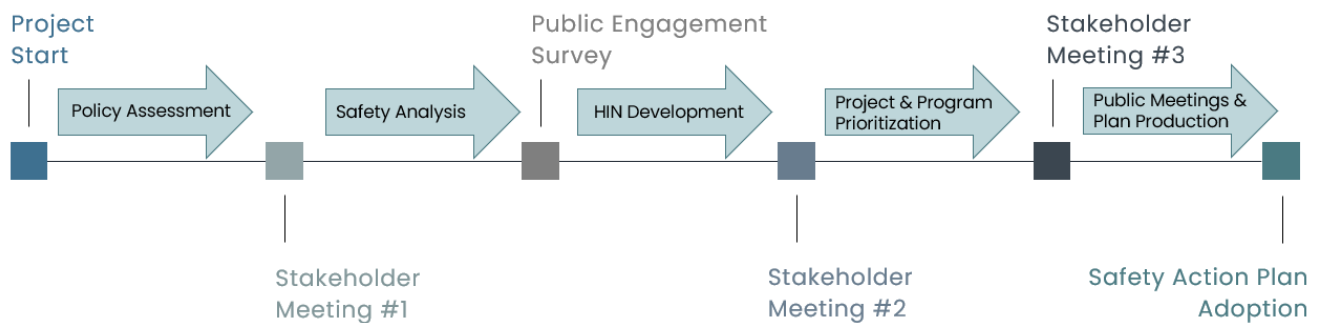 Project
Start
Public Engagement
Survey
Stakeholder
Meeting #3
Policy Assessment
Safety Analysis
HIN Development
Project & Program
Prioritization
Public Meetings &
Plan Production
Stakeholder
Meeting #1
Stakeholder
Meeting #2
Safety Action Plan
Adoption